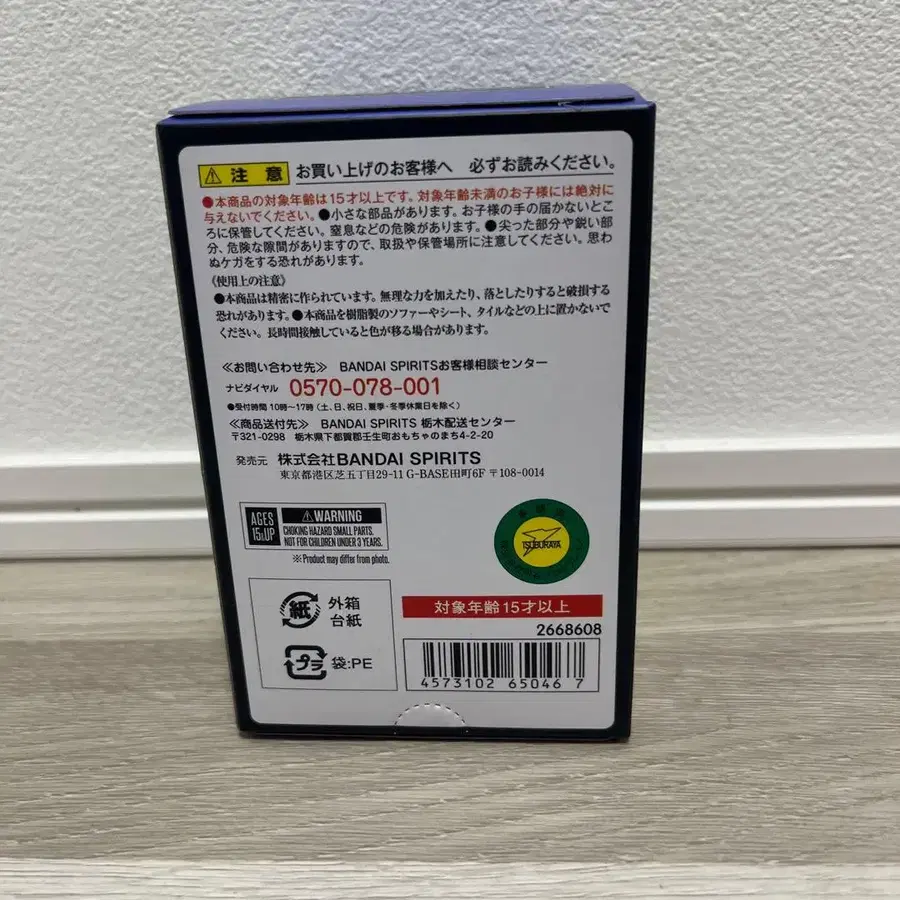 注意 お買い上げのお客様へ 必ずお読みください。
●本商品の対象年齢は15才以上です。対象年齢未満のお子様には絶対に
与えないでください。●小さな部品があります。お子様の手の届かないとこ
ろに保管してください。窒息などの危険があります。●尖った部分や鋭い部
分、危険な隙間がありますので、取扱や保管場所に注意してください。思わ
ぬケガをする恐れがあります。
《使用上の注意》
●本商品は精密に作られています。無理な力を加えたり、落としたりすると破損する
恐れがあります。●本商品を樹脂製のソファーやシート、タイルなどの上に置かないで
ください。長時間接触していると色が移る場合があります。
≪お問い合わせ先≫ BANDAI SPIRITSお客様相談センター
ナビダイヤル 0570-078-001
●受付時間 10時〜17時(土、日、祝日、夏季・冬季休業日を除く)
≪商品送付先≫ BANDAI SPIRITS 栃木配送センター
〒321-0298 栃木県下都賀郡壬生町おもちゃのまち4-2-20
発売元 株式会社BANDAI SPIRITS
東京都港区芝五丁目29-11 G-BASE田町6F 〒108-0014
AGES
15&UP
WARNING
CHOKING HAZARD SMALL PARTS.
NOT FOR CHILDREN UNDER 3 YEARS.
※Product may differ from photo.
TSUBURAYA
紙 外箱
台紙
プラ 袋:PE
対象年齢15才以上
2668608
4573102 65046 7